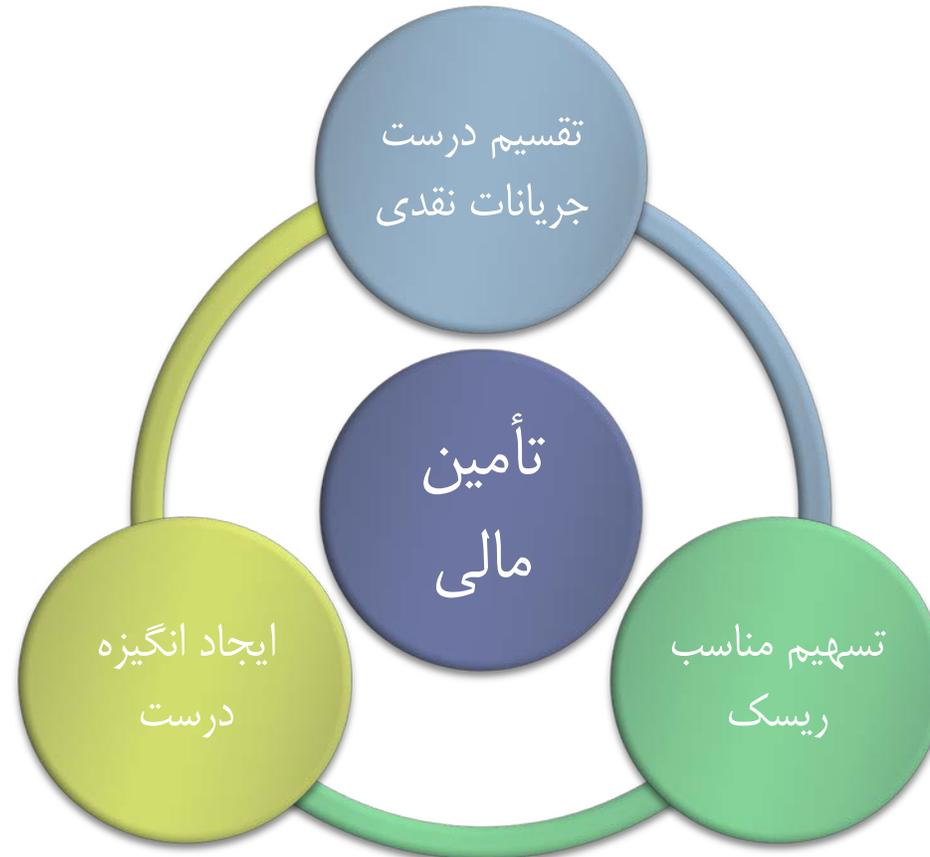 تقسیم درست
جریانات نقدی
تأمین
مالی
تسهیم مناسب
ریسک
ایجاد انگیزه
درست